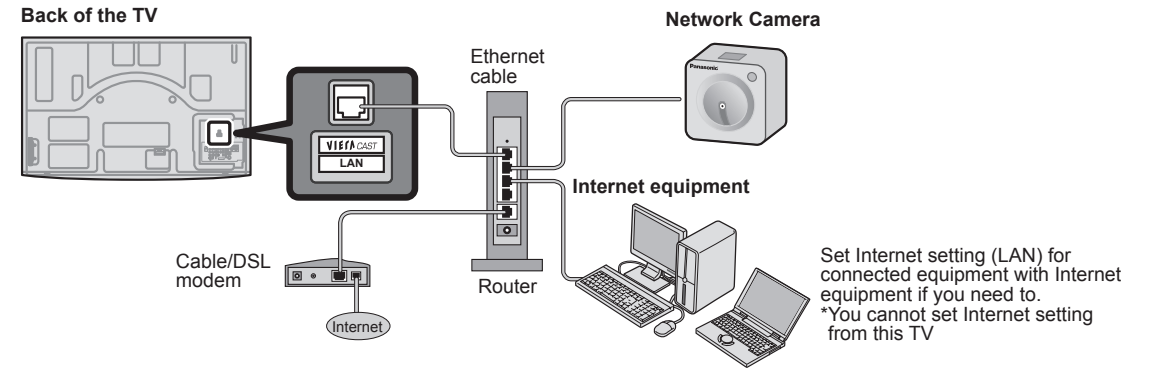 Back of the TV
Network Camera
Ethernet
cable
Panasonic
VIERA CAST
LAN
Internet equipment
Cable/DSL
modem
Router
Internet
Set Internet setting (LAN) for
connected equipment with Internet
equipment if you need to.
*You cannot set Internet setting
from this TV